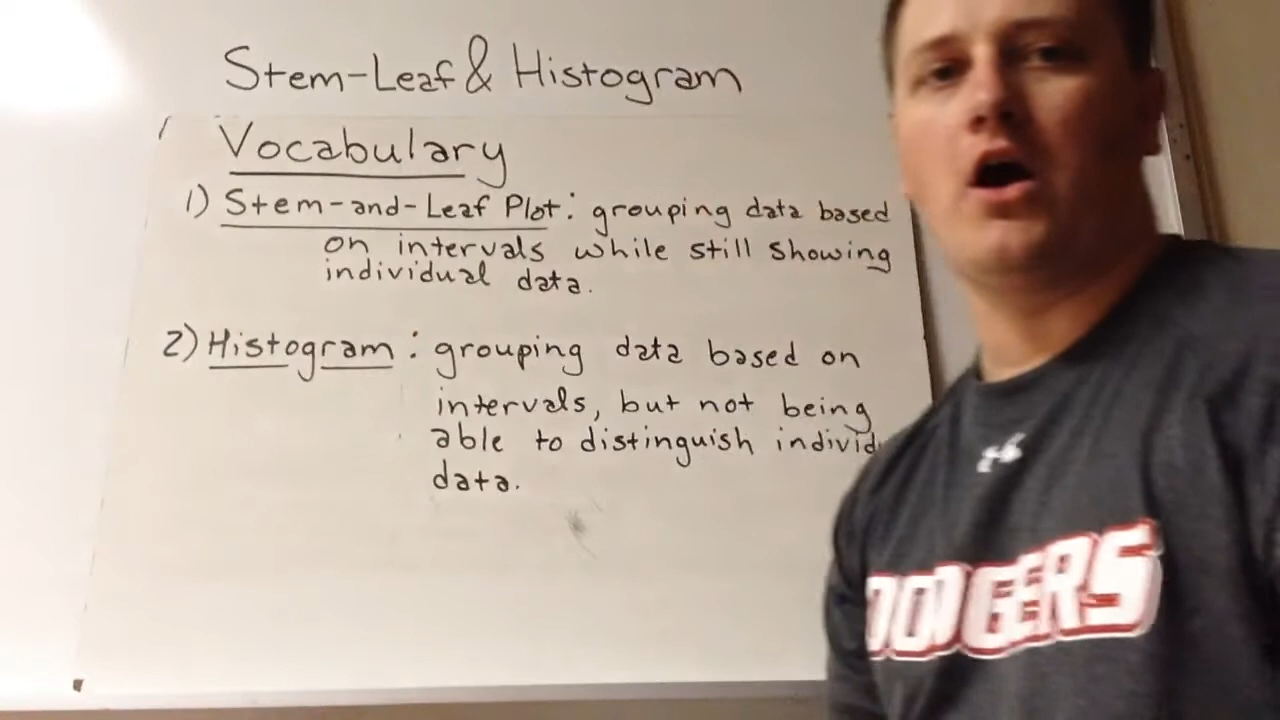 Stem-Leaf & Histogram
Vocabulary
1) Stem-and-Leaf Plot: grouping data based
on intervals while still showing
individual data.
2) Histogram: grouping data based on
intervals, but not being
able to distinguish individ
data.
DODGERS